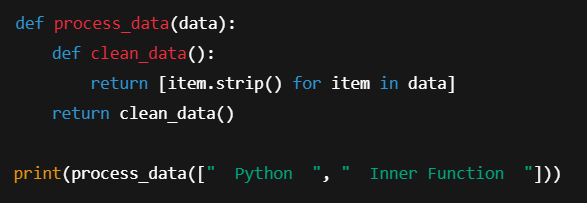 def process_data(data):
    def clean_data():
        return [item.strip() for item in data]
    return clean_data()

print(process_data(["  Python  ", "  Inner Function  "]))